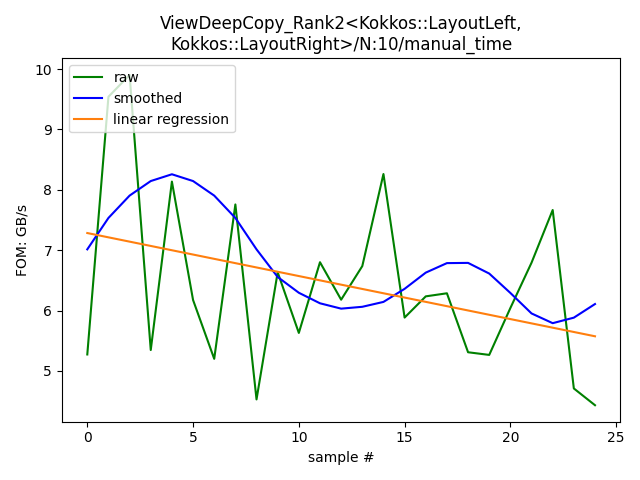 ViewDeepCopy_Rank2<Kokkos::LayoutLeft,
Kokkos::LayoutRight>/N:10/manual_time
raw
smoothed
linear regression
FOM: GB/s
10
9
8
7
6
5
0 5 10 15 20 25
sample #